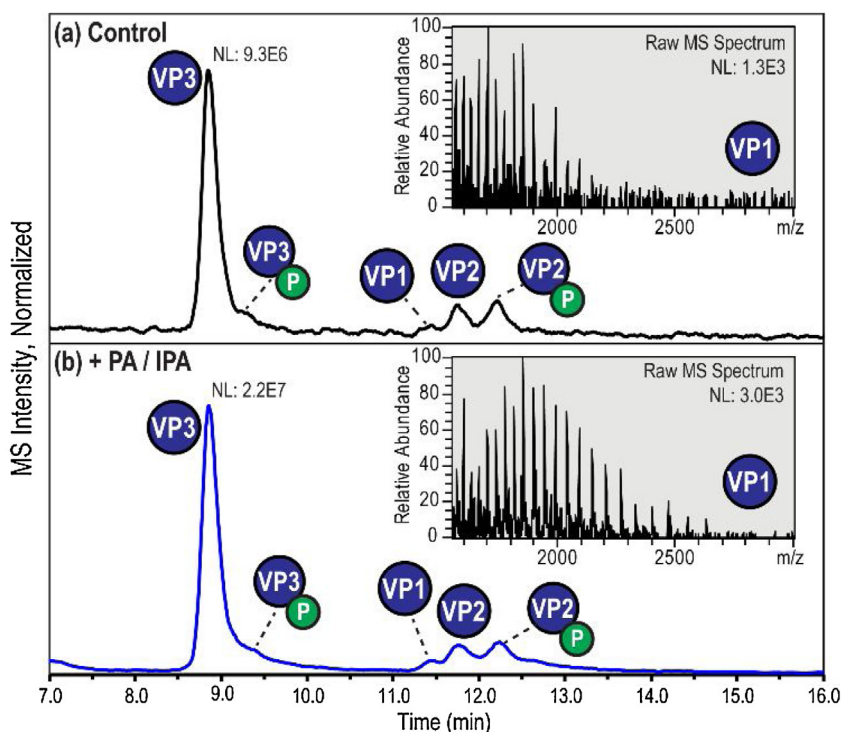 (a) Control
NL: 9.3E6
VP3
VP3
P
VP1
VP2
VP2
P
Raw MS Spectrum
NL: 1.3E3
VP1
Relative Abundance
100
80
60
40
20
0
2000
2500
m/z
MS Intensity, Normalized
(b) + PA / IPA
NL: 2.2E7
VP3
VP3
P
VP1
VP2
VP2
P
Raw MS Spectrum
NL: 3.0E3
VP1
Relative Abundance
100
80
60
40
20
0
2000
2500
m/z
7.0
8.0
9.0
10.0
11.0
12.0
13.0
14.0
15.0
16.0
Time (min)